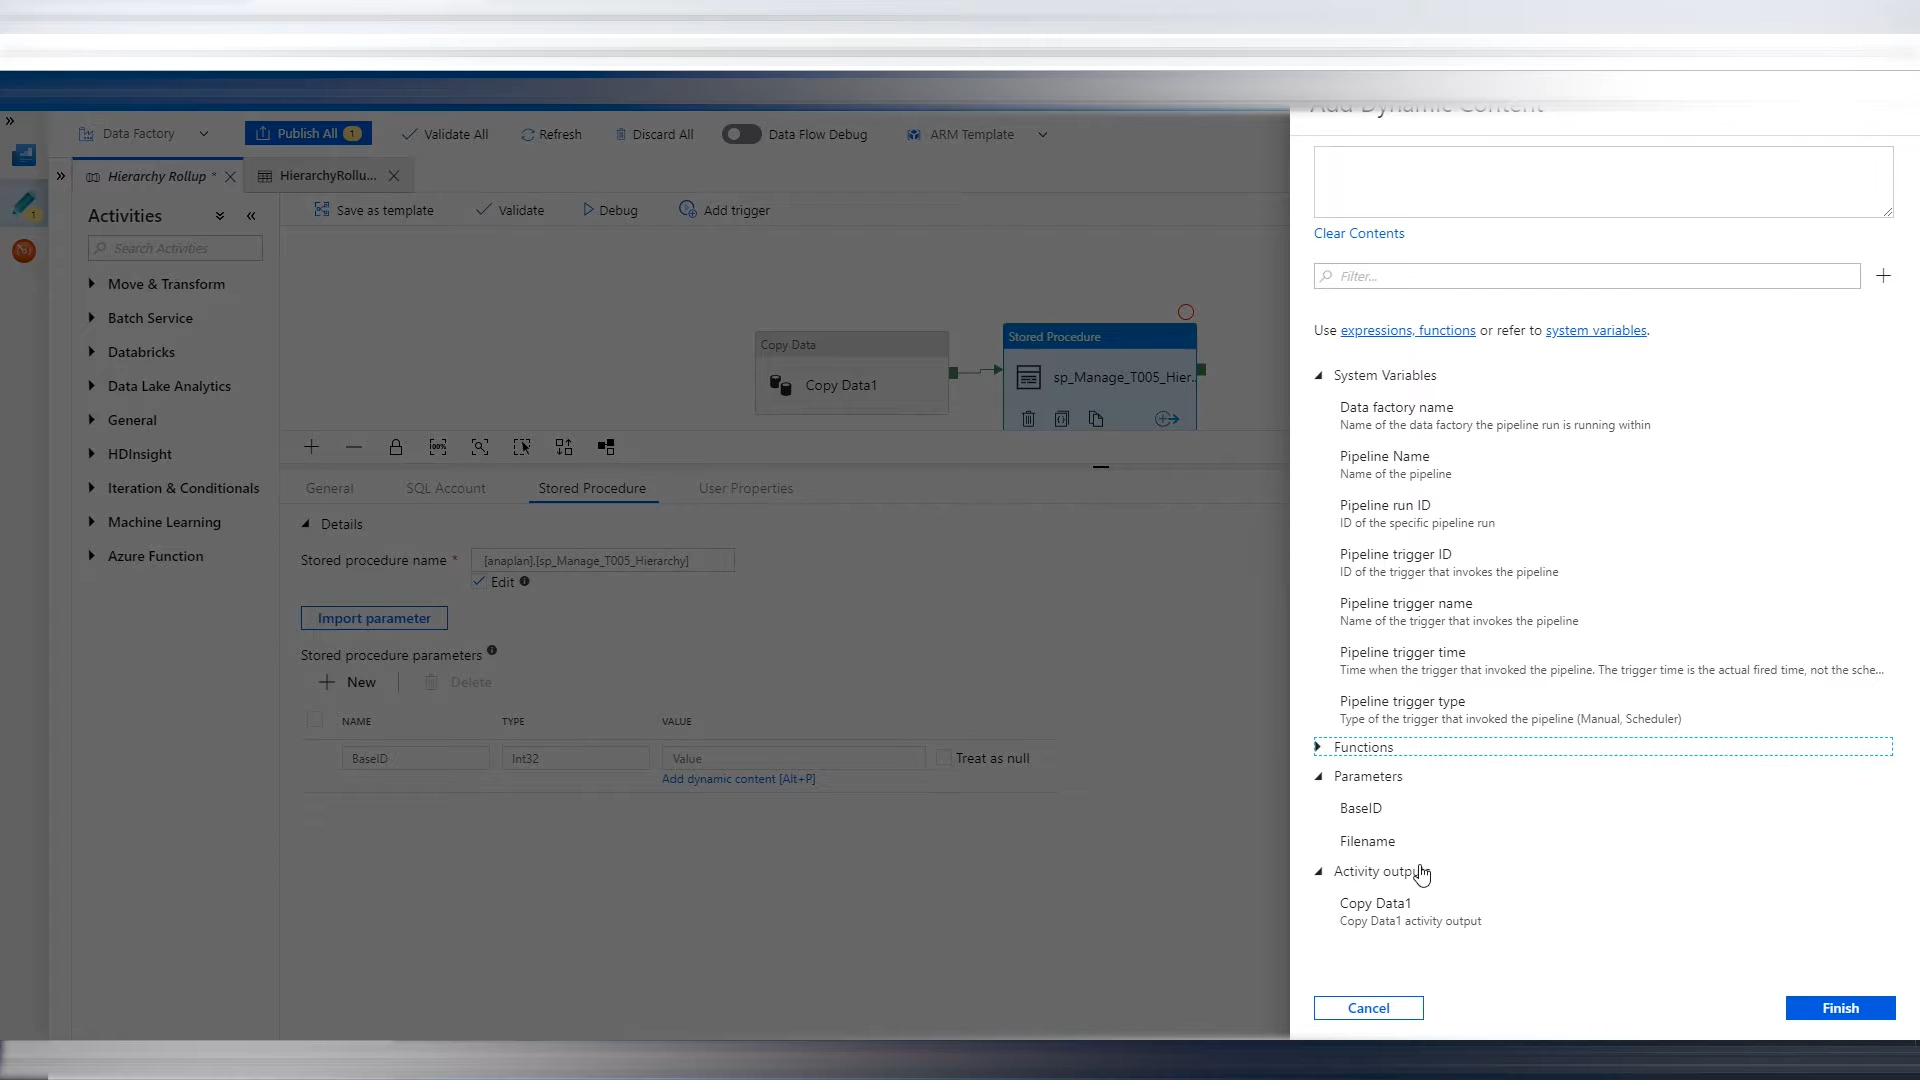 Add Dynamic Content
Data Factory
Publish All 1
Validate All
Refresh
Discard All
Data Flow Debug
ARM Template
Hierarchy Rollup *
HierarchyRollu...
1
Activities
Search Activities
Move & Transform
Batch Service
Databricks
Data Lake Analytics
General
HDInsight
Iteration & Conditionals
Machine Learning
Azure Function
Save as template
Validate
Debug
Add trigger
Copy Data
Copy Data1
Stored Procedure
sp_Manage_T005_Hier...
100%
General
SQL Account
Stored Procedure
User Properties
Details
Stored procedure name *
[anaplan].[sp_Manage_T005_Hierarchy]
Edit
Import parameter
Stored procedure parameters
New
Delete
NAME
TYPE
VALUE
BaseID
Int32
Value
Treat as null
Add dynamic content [Alt+P]
Clear Contents
Filter...
Use expressions, functions or refer to system variables.
System Variables
Data factory name
Name of the data factory the pipeline run is running within
Pipeline Name
Name of the pipeline
Pipeline run ID
ID of the specific pipeline run
Pipeline trigger ID
ID of the trigger that invokes the pipeline
Pipeline trigger name
Name of the trigger that invokes the pipeline
Pipeline trigger time
Time when the trigger that invoked the pipeline. The trigger time is the actual fired time, not the sche...
Pipeline trigger type
Type of the trigger that invoked the pipeline (Manual, Scheduler)
Functions
Parameters
BaseID
Filename
Activity outputs
Copy Data1
Copy Data1 activity output
Cancel
Finish